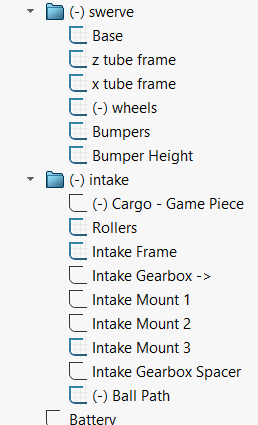 (-) swerve
Base
z tube frame
x tube frame
(-) wheels
Bumpers
Bumper Height
(-) intake
(-) Cargo - Game Piece
Rollers
Intake Frame
Intake Gearbox ->
Intake Mount 1
Intake Mount 2
Intake Mount 3
Intake Gearbox Spacer
(-) Ball Path
Battery